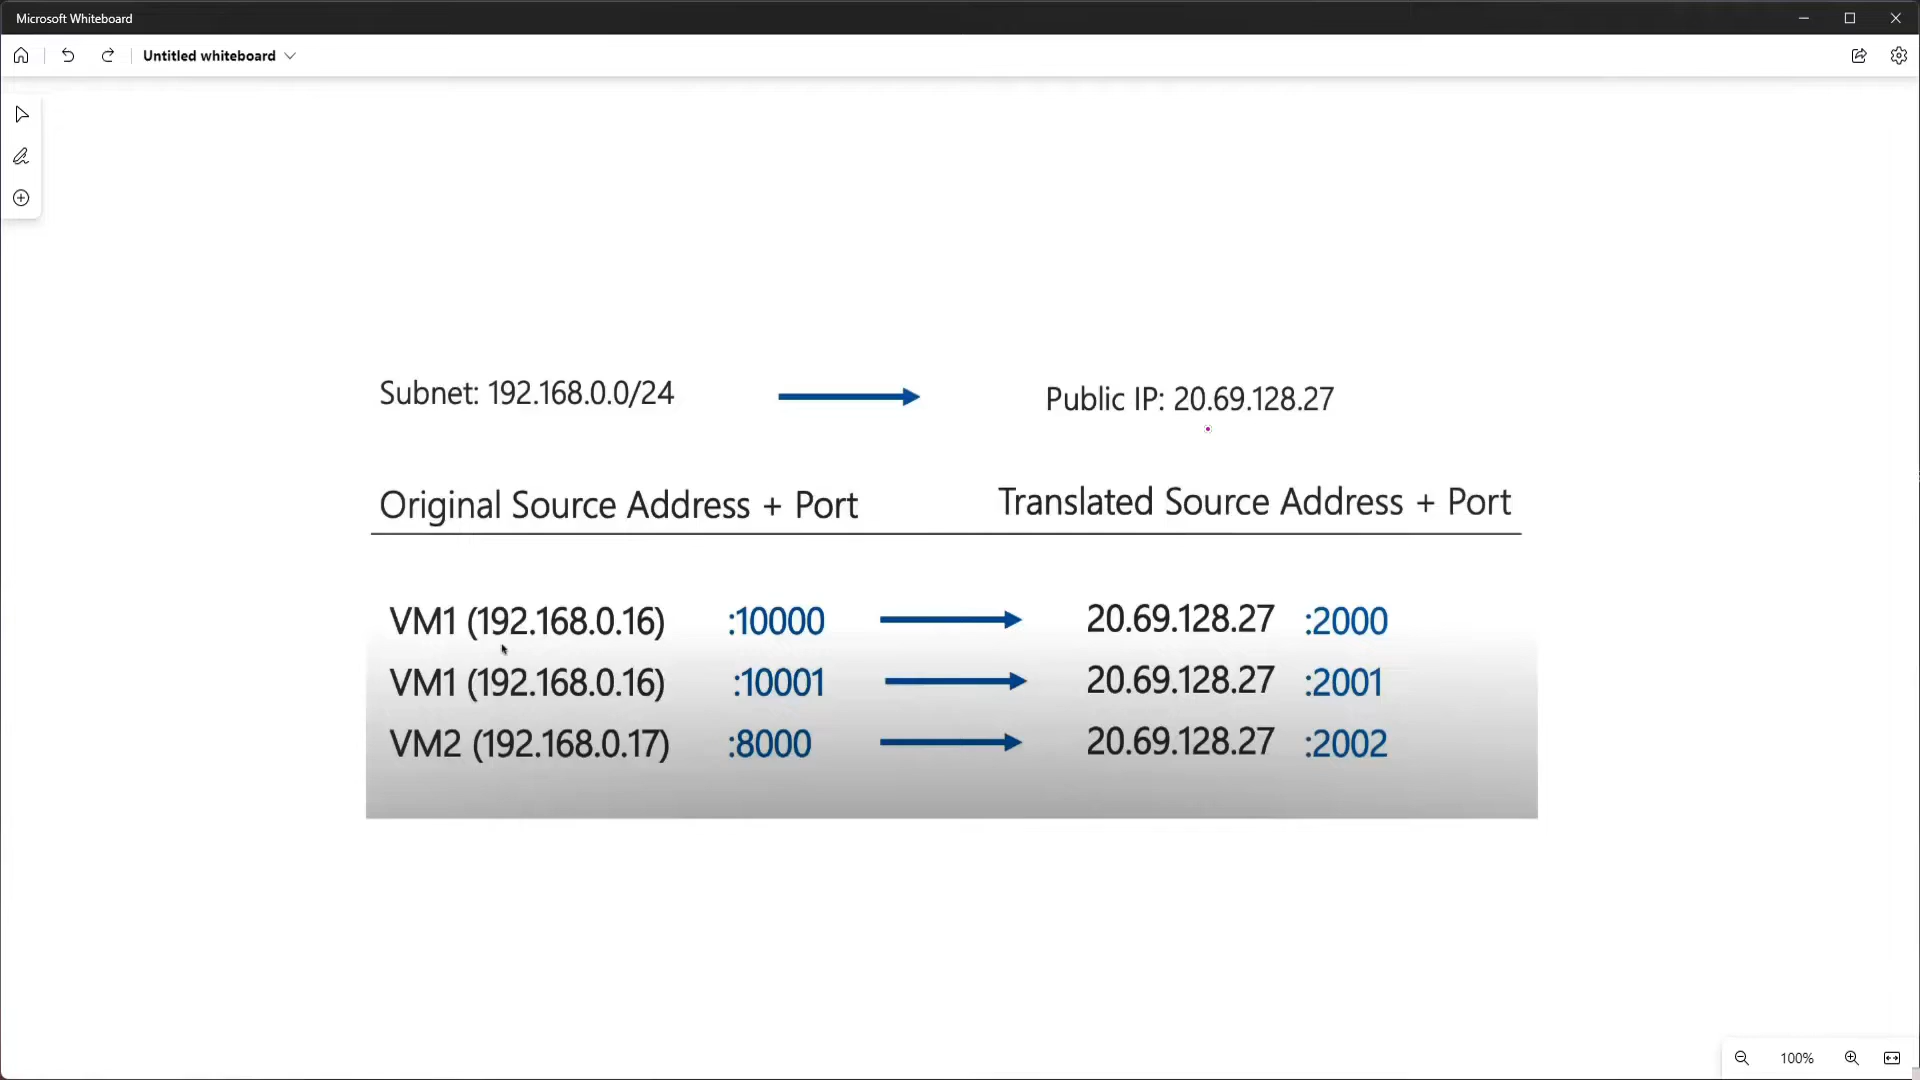 Microsoft Whiteboard
Untitled whiteboard
Subnet: 192.168.0.0/24 Public IP: 20.69.128.27
Original Source Address + Port Translated Source Address + Port
VM1 (192.168.0.16) :10000 20.69.128.27 :2000
VM1 (192.168.0.16) :10001 20.69.128.27 :2001
VM2 (192.168.0.17) :8000 20.69.128.27 :2002
100%